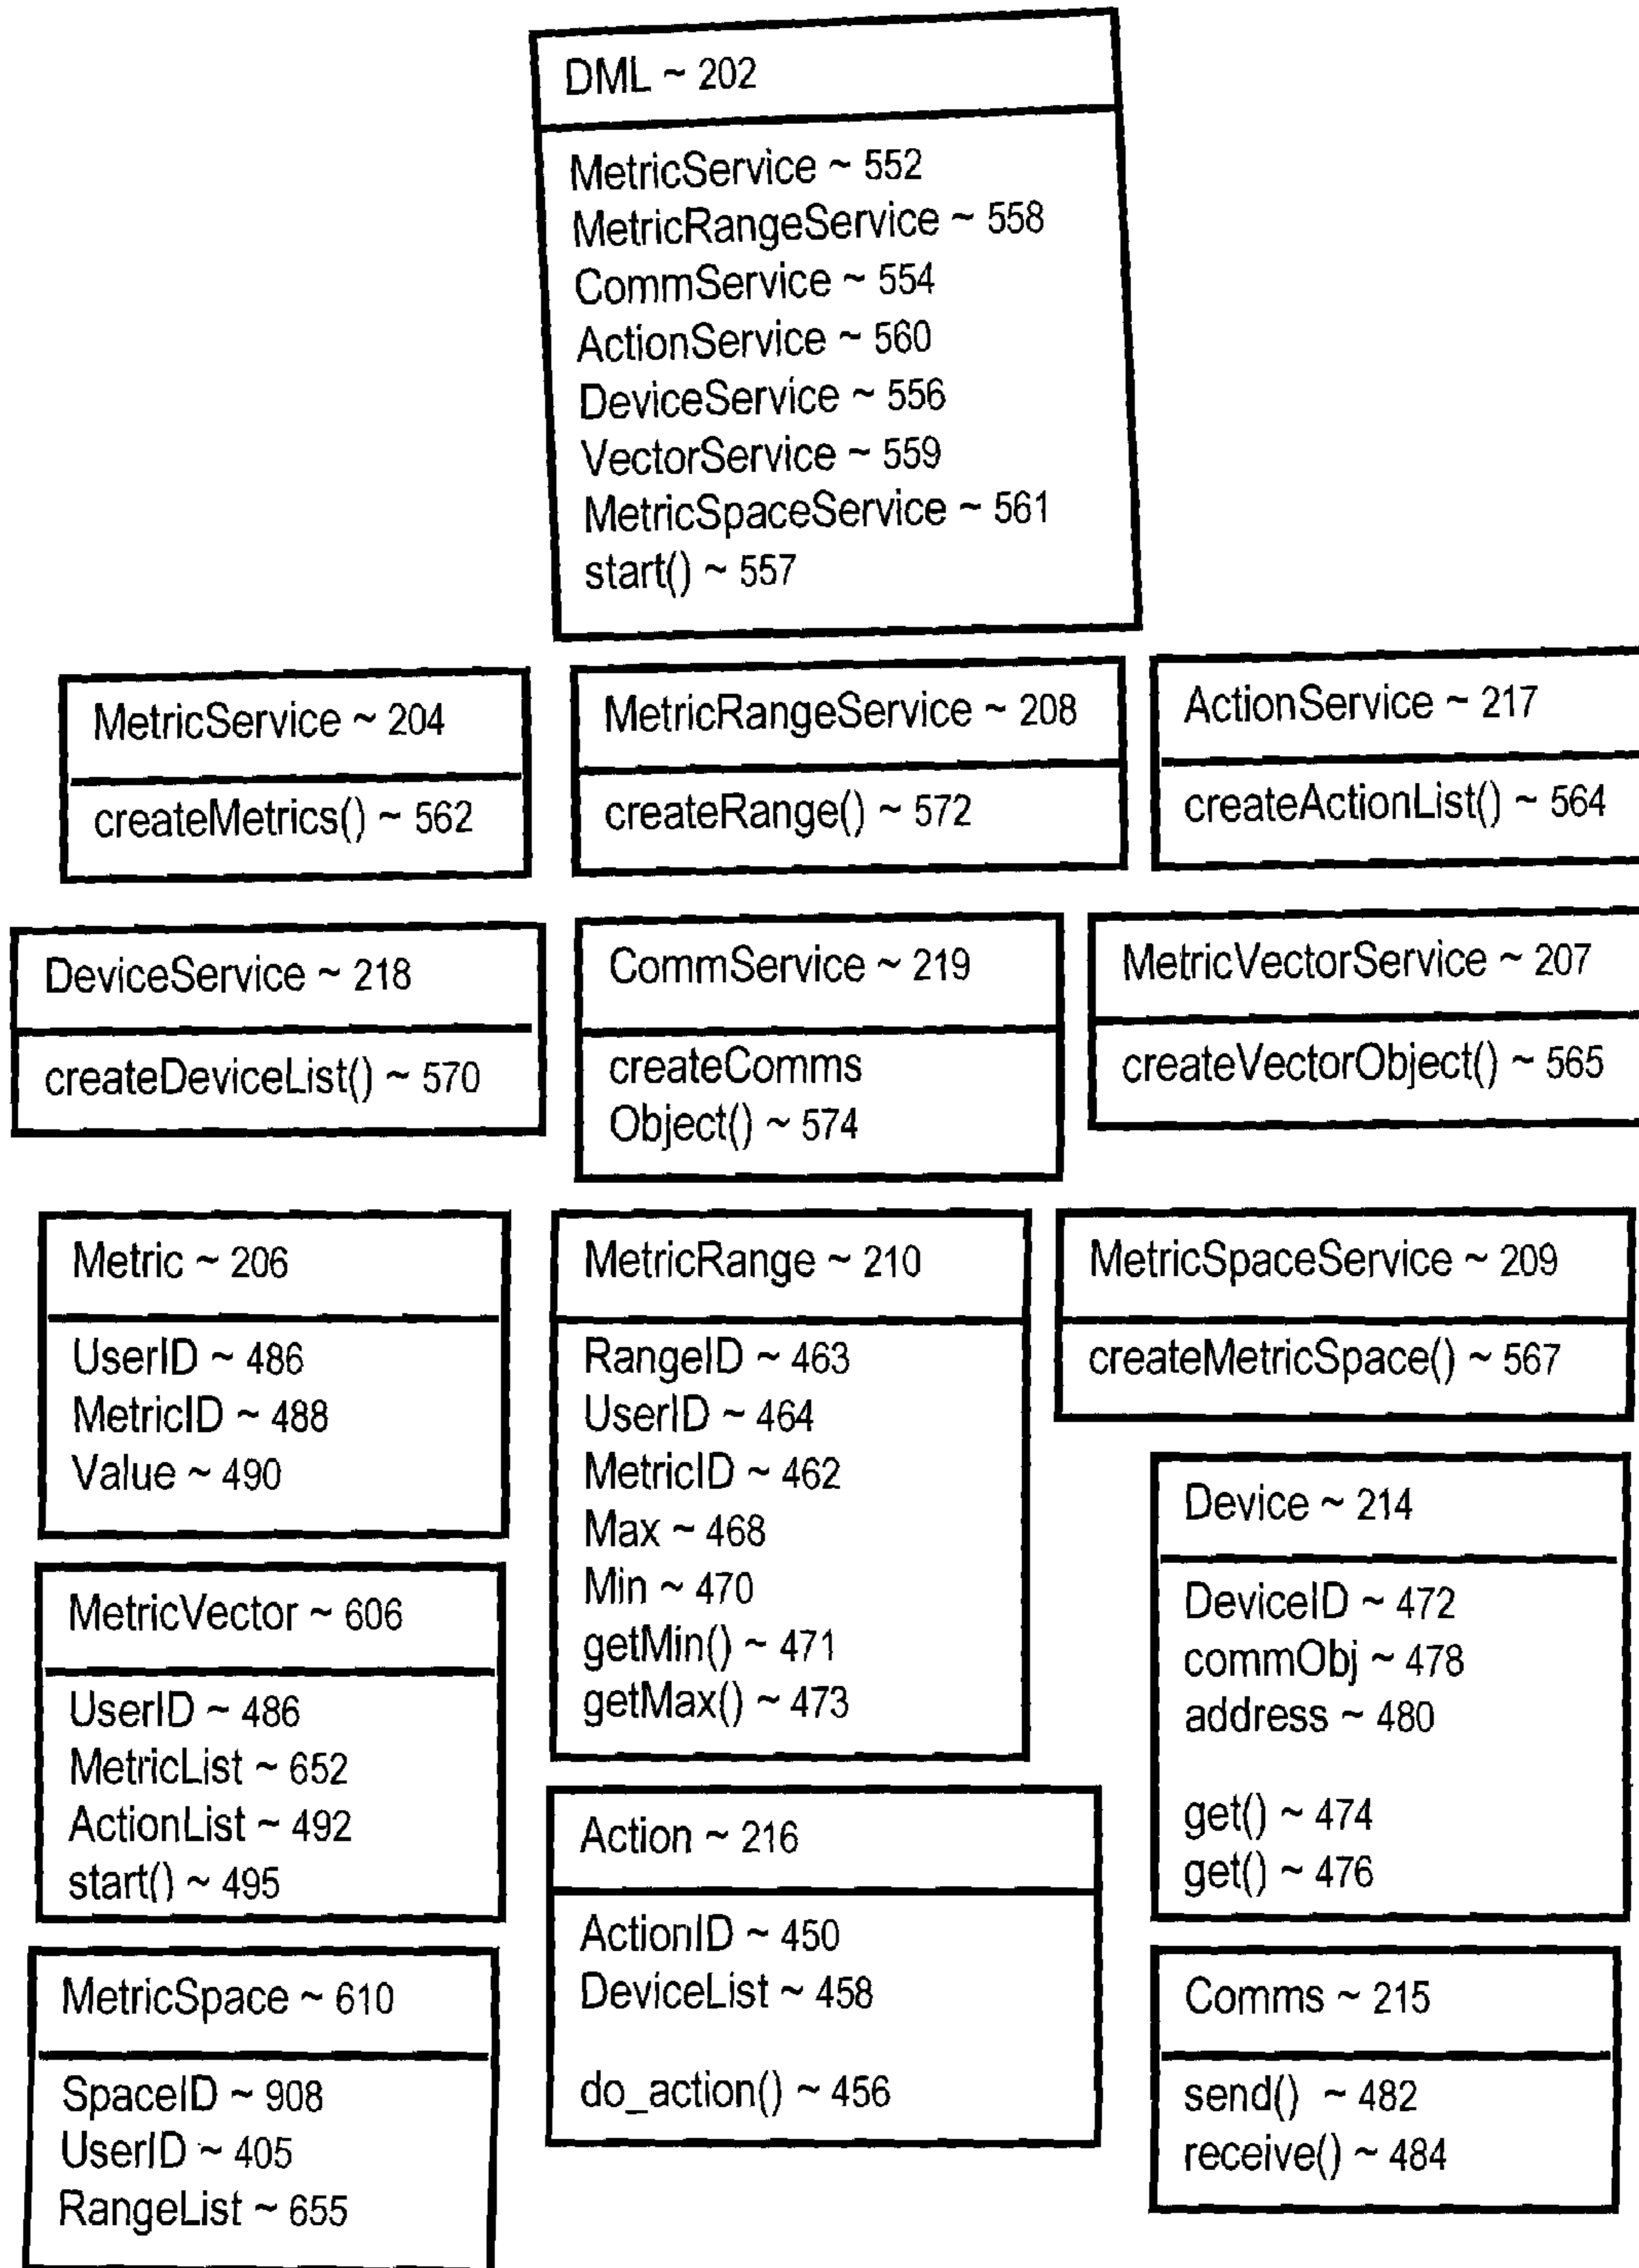 DML ~ 202
MetricService ~ 552
MetricRangeService ~ 558
CommService ~ 554
ActionService ~ 560
DeviceService ~ 556
VectorService ~ 559
MetricSpaceService ~ 561
start() ~ 557
MetricService ~ 204
createMetrics() ~ 562
MetricRangeService ~ 208
createRange() ~ 572
ActionService ~ 217
createActionList() ~ 564
DeviceService ~ 218
createDeviceList() ~ 570
CommService ~ 219
createComms
Object() ~ 574
MetricVectorService ~ 207
createVectorObject() ~ 565
Metric ~ 206
UserID ~ 486
MetricID ~ 488
Value ~ 490
MetricRange ~ 210
RangeID ~ 463
UserID ~ 464
MetricID ~ 462
Max ~ 468
Min ~ 470
getMin() ~ 471
getMax() ~ 473
MetricSpaceService ~ 209
createMetricSpace() ~ 567
Device ~ 214
DeviceID ~ 472
commObj ~ 478
address ~ 480
get() ~ 474
get() ~ 476
MetricVector ~ 606
UserID ~ 486
MetricList ~ 652
ActionList ~ 492
start() ~ 495
Action ~ 216
ActionID ~ 450
DeviceList ~ 458
do_action() ~ 456
MetricSpace ~ 610
SpaceID ~ 908
UserID ~ 405
RangeList ~ 655
Comms ~ 215
send() ~ 482
receive() ~ 484